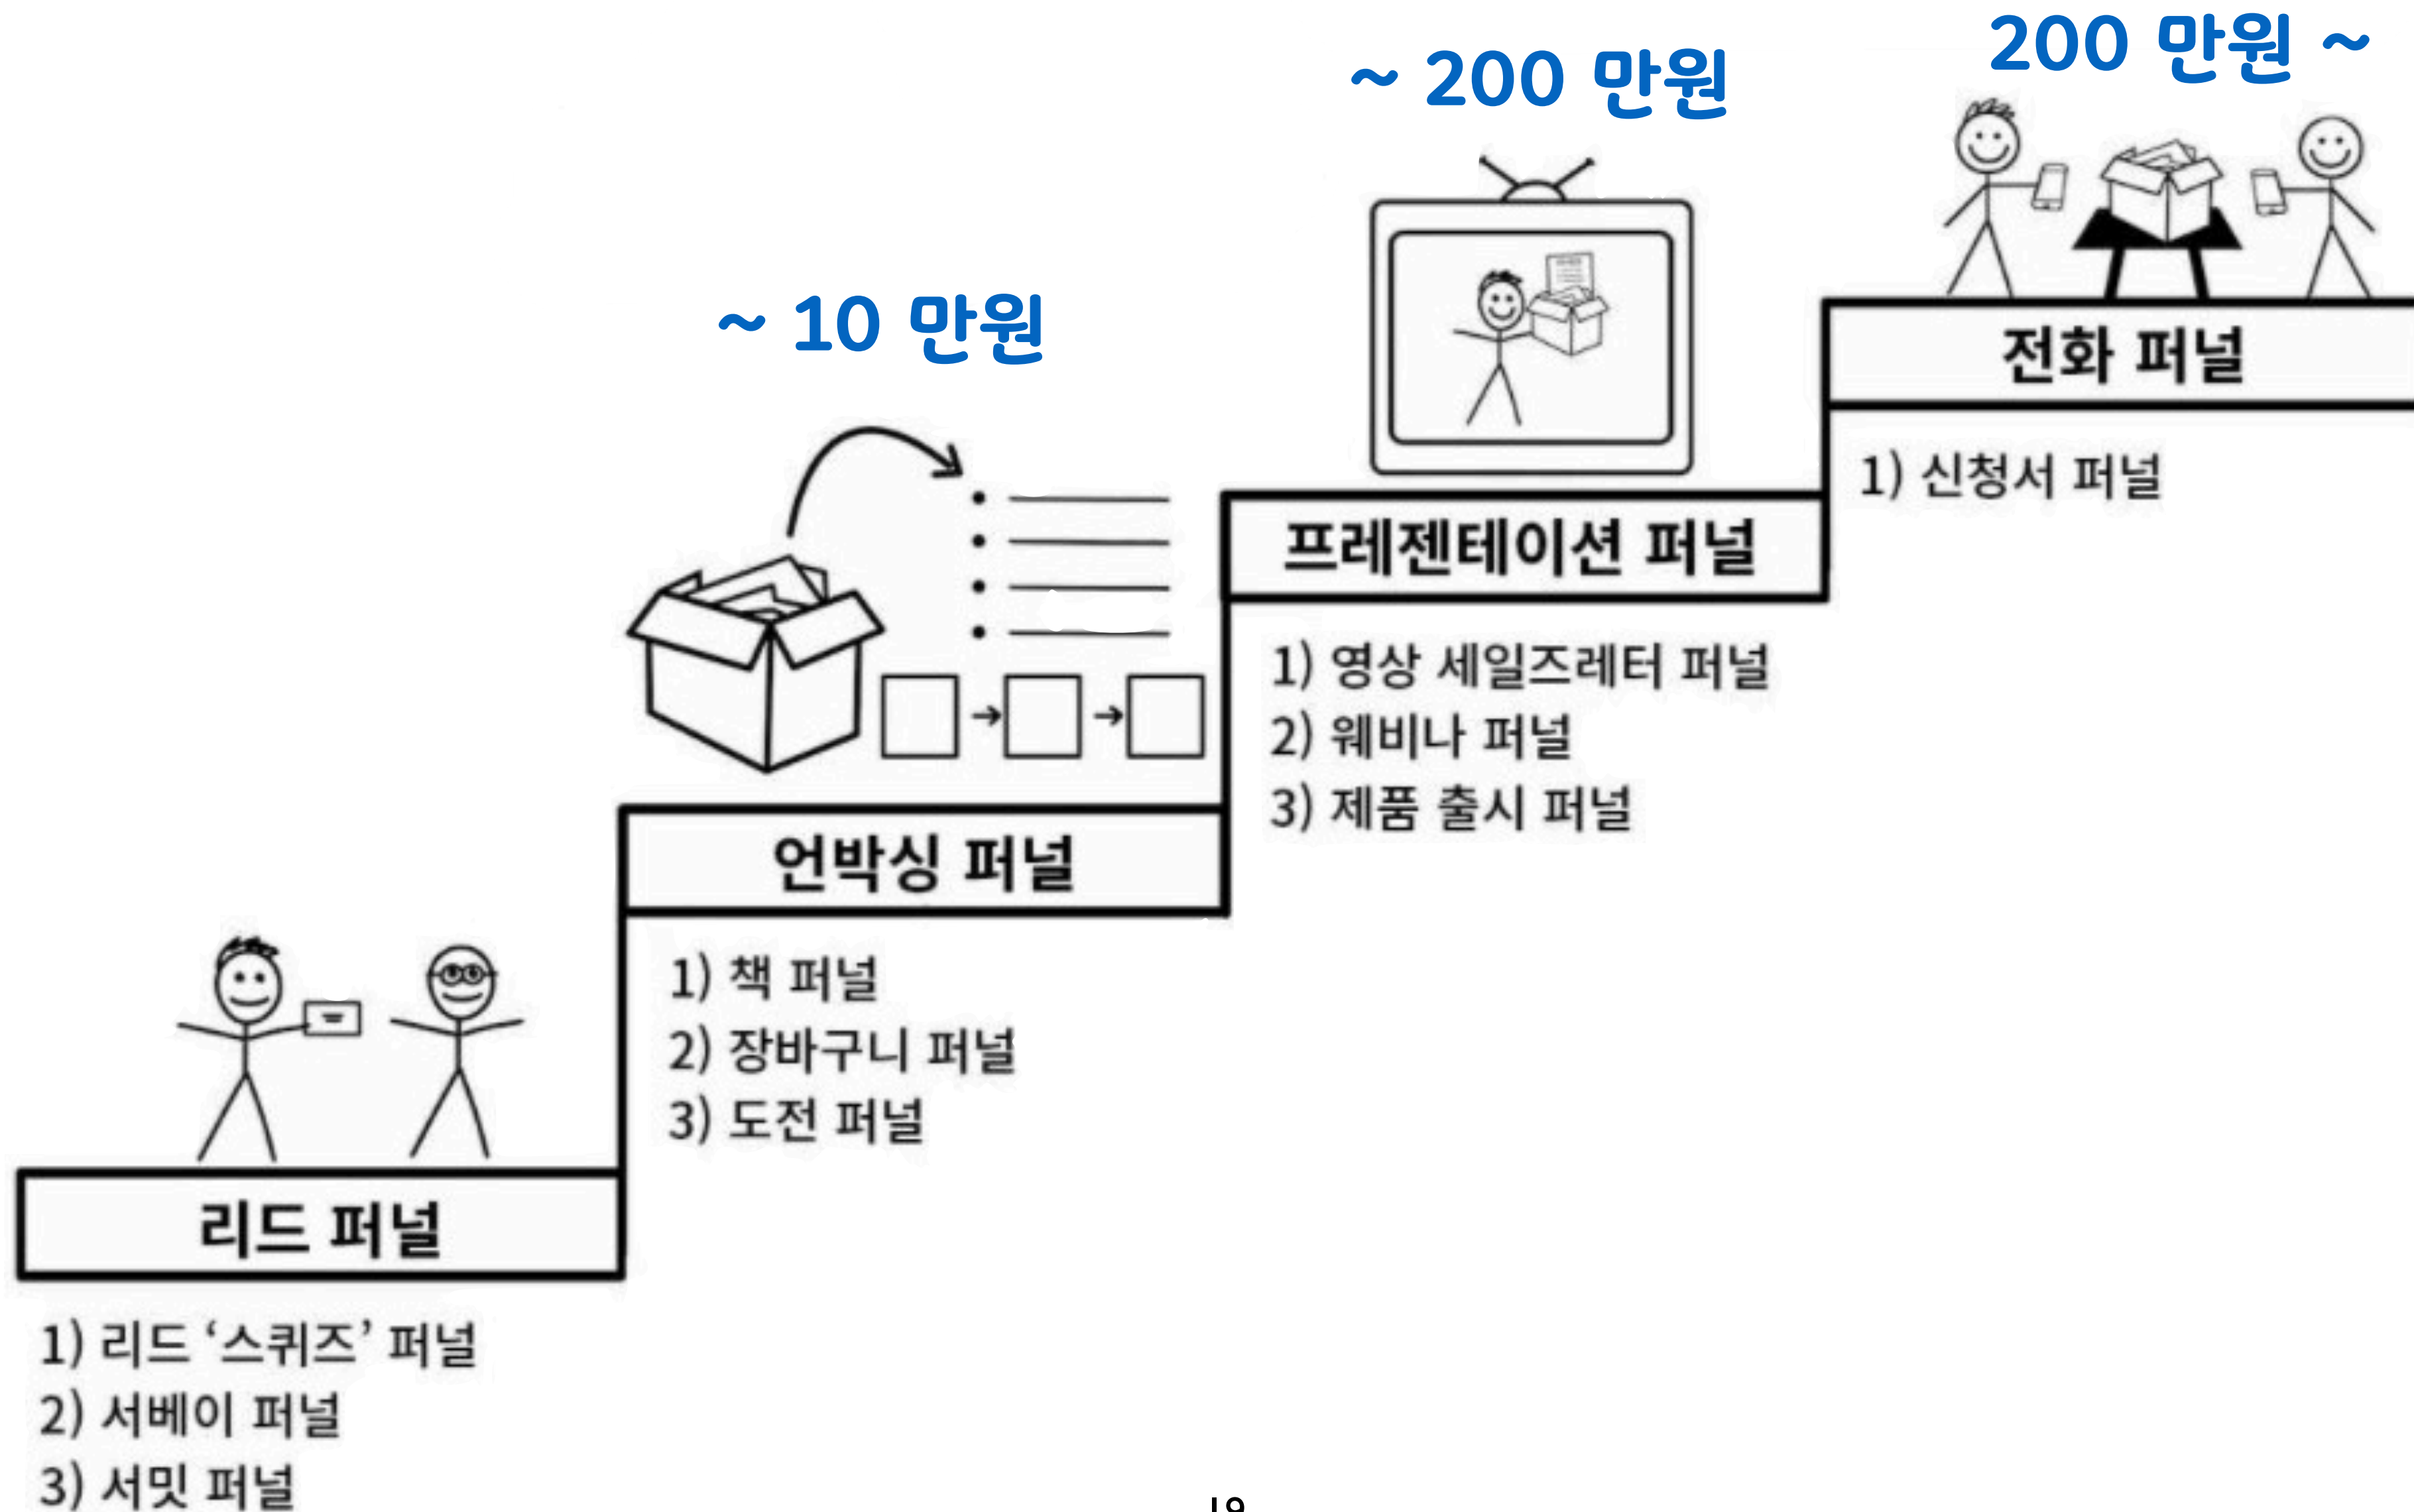 200 만원 ~
~ 200 만원
~ 10 만원
전화 퍼널
1) 신청서 퍼널
프레젠테이션 퍼널
1) 영상 세일즈레터 퍼널
2) 웨비나 퍼널
3) 제품 출시 퍼널
언박싱 퍼널
1) 책 퍼널
2) 장바구니 퍼널
3) 도전 퍼널
리드 퍼널
1) 리드 ‘스퀴즈’ 퍼널
2) 서베이 퍼널
3) 서밋 퍼널